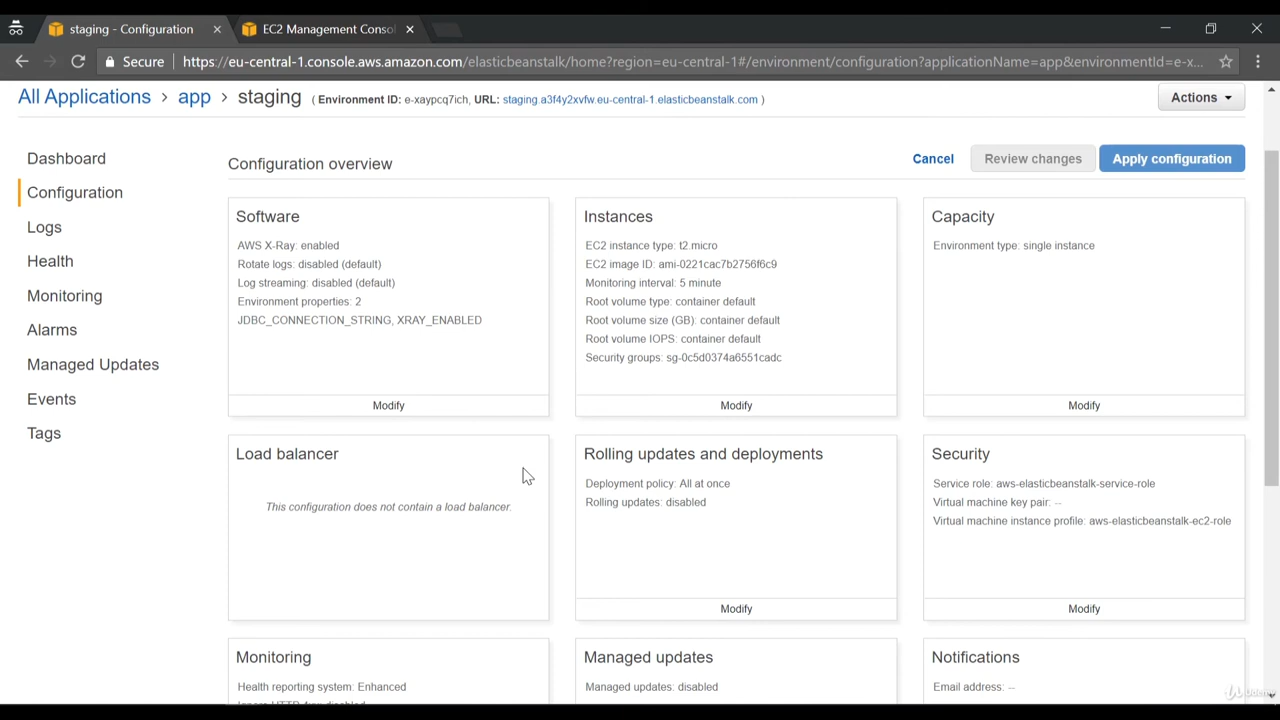 staging - Configuration
EC2 Management Conso
Secure
https://eu-central-1.console.aws.amazon.com/elasticbeanstalk/home?region=eu-central-1#/environment/configuration?applicationName=app&environmentId=e-x...
All Applications > app > staging ( Environment ID: e-xaypcq7ich, URL: staging.a3f4y2xvfw.eu-central-1.elasticbeanstalk.com )
Actions
Dashboard
Configuration
Logs
Health
Monitoring
Alarms
Managed Updates
Events
Tags
Configuration overview
Cancel
Review changes
Apply configuration
Software
AWS X-Ray: enabled
Rotate logs: disabled (default)
Log streaming: disabled (default)
Environment properties: 2
JDBC_CONNECTION_STRING, XRAY_ENABLED
Modify
Instances
EC2 instance type: t2.micro
EC2 image ID: ami-0221cac7b2756f6c9
Monitoring interval: 5 minute
Root volume type: container default
Root volume size (GB): container default
Root volume IOPS: container default
Security groups: sg-0c5d0374a6551cadc
Modify
Capacity
Environment type: single instance
Modify
Load balancer
This configuration does not contain a load balancer.
Rolling updates and deployments
Deployment policy: All at once
Rolling updates: disabled
Modify
Security
Service role: aws-elasticbeanstalk-service-role
Virtual machine key pair: --
Virtual machine instance profile: aws-elasticbeanstalk-ec2-role
Modify
Monitoring
Health reporting system: Enhanced
Ignore HTTP 4xx: disabled
Managed updates
Managed updates: disabled
Notifications
Email address: --
Udemy